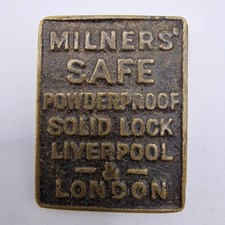 MILNERS'
SAFE
POWDERPROOF
SOLID LOCK
LIVERPOOL
- & -
LONDON